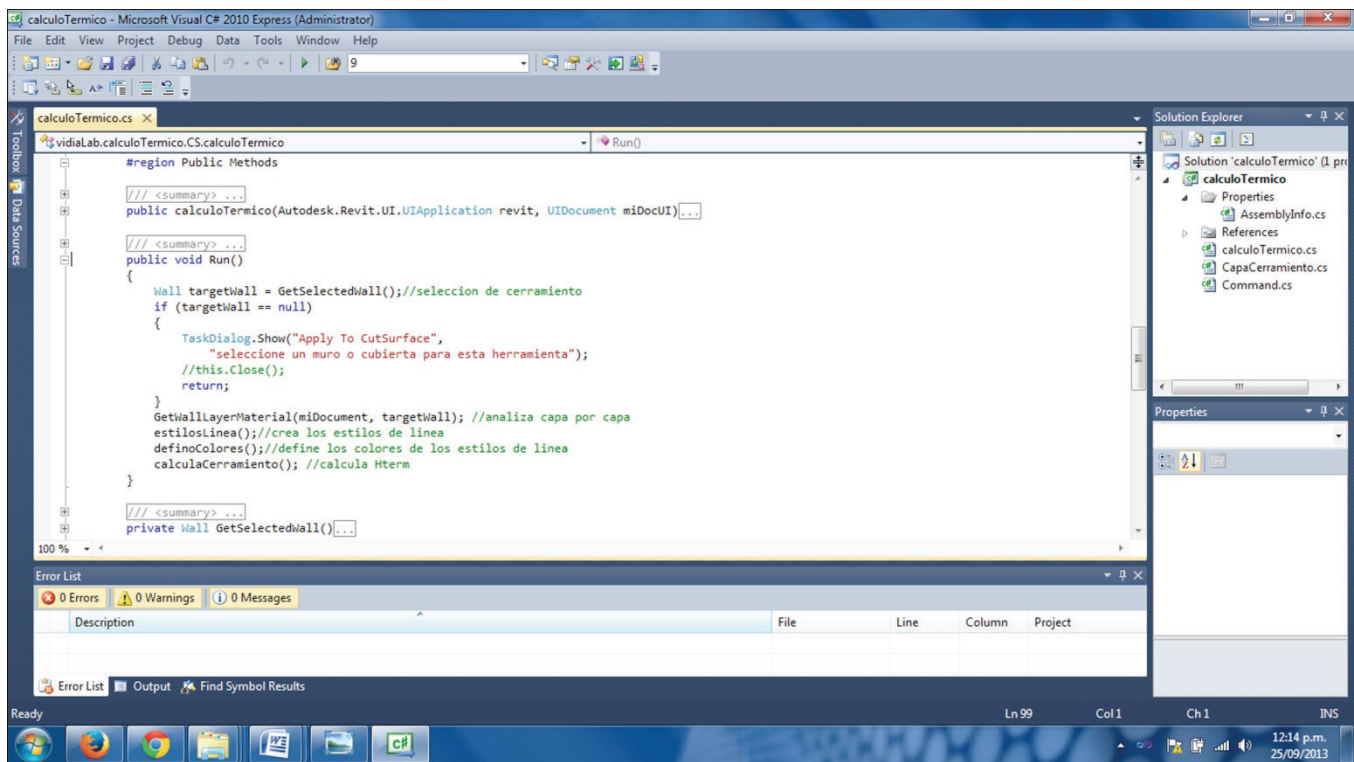 calculoTermico - Microsoft Visual C# 2010 Express (Administrator)
File Edit View Project Debug Data Tools Window Help
9
calculoTermico.cs
Toolbox
Data Sources
vidiaLab.calculoTermico.CS.calculoTermico
Run()
#region Public Methods
/// <summary> ...
public calculoTermico(Autodesk.Revit.UI.UIApplication revit, UIDocument miDocUI)...
/// <summary> ...
public void Run()
{
Wall targetWall = GetSelectedWall();//seleccion de cerramiento
if (targetWall == null)
{
TaskDialog.Show("Apply To CutSurface",
"seleccione un muro o cubierta para esta herramienta");
//this.Close();
return;
}
GetWallLayerMaterial(miDocument, targetWall); //analiza capa por capa
estilosLinea();//crea los estilos de linea
definoColores();//define los colores de los estilos de linea
calculaCerramiento(); //calcula Hterm
}
/// <summary> ...
private Wall GetSelectedWall()...
100 %
Solution Explorer
Solution 'calculoTermico' (1 pro
calculoTermico
Properties
AssemblyInfo.cs
References
calculoTermico.cs
CapaCerramiento.cs
Command.cs
Properties
Error List
0 Errors 0 Warnings 0 Messages
Description File Line Column Project
Error List Output Find Symbol Results
Ready Ln 99 Col 1 Ch 1 INS
12:14 p.m.
25/09/2013